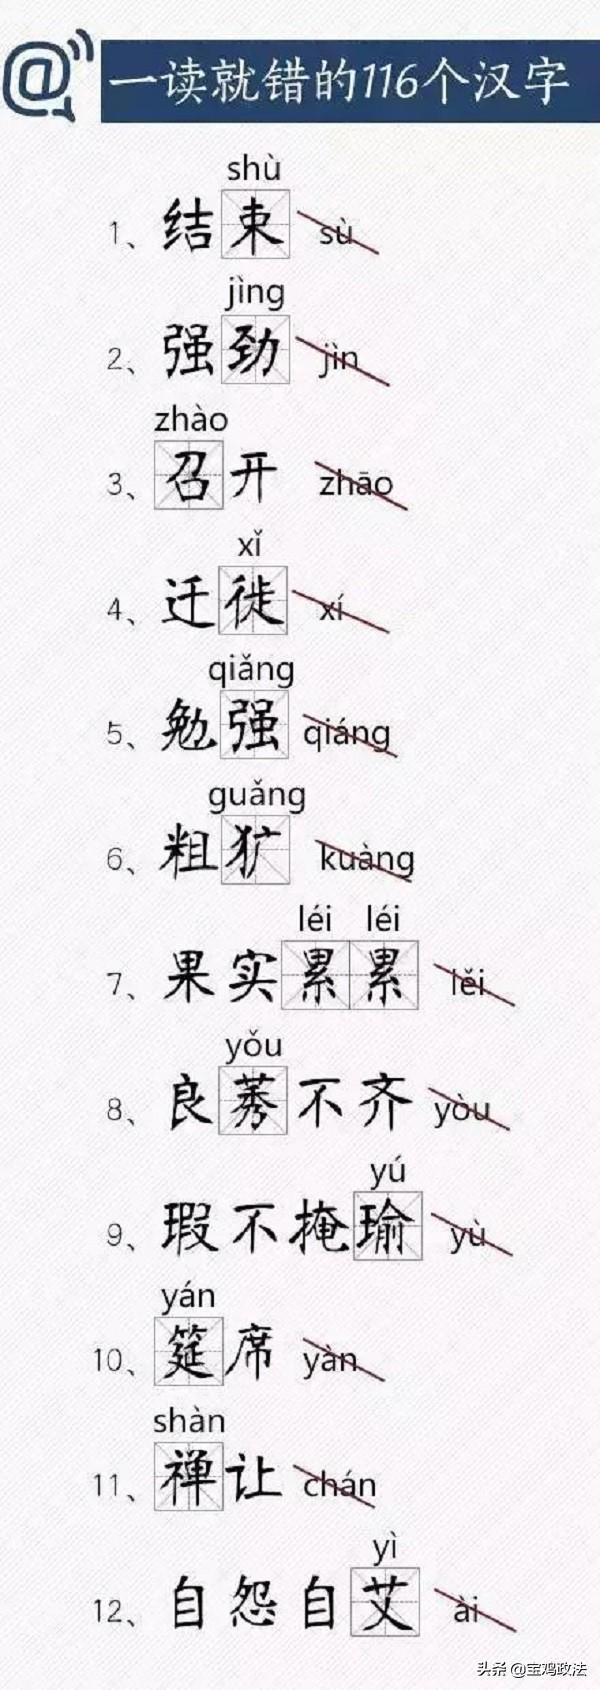 @ 一读就错的116个汉字
shù
1、结束 sù
jìng
2、强劲 jìn
zhào
3、召开 zhāo
xǐ
4、迁徙 xí
qiǎng
5、勉强 qiáng
guǎng
6、粗犷 kuàng
léi léi
7、果实累累 lěi
yǒu
8、良莠不齐 yòu
yú
9、瑕不掩瑜 yù
yán
10、筵席 yàn
shàn
11、禅让 chán
yì
12、自怨自艾 ài
头条 @宝鸡政法